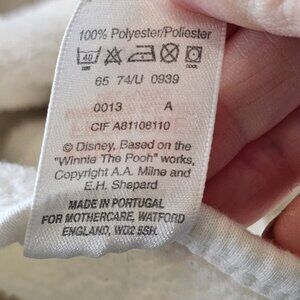 100% Polyester/Poliester
40
65 74/U 0939
0013 A
CIF A81108110
© Disney, Based on the
"Winnie The Pooh" works,
Copyright A.A. Milne and
E.H. Shepard
MADE IN PORTUGAL
FOR MOTHERCARE, WATFORD
ENGLAND, WD2 5SH.